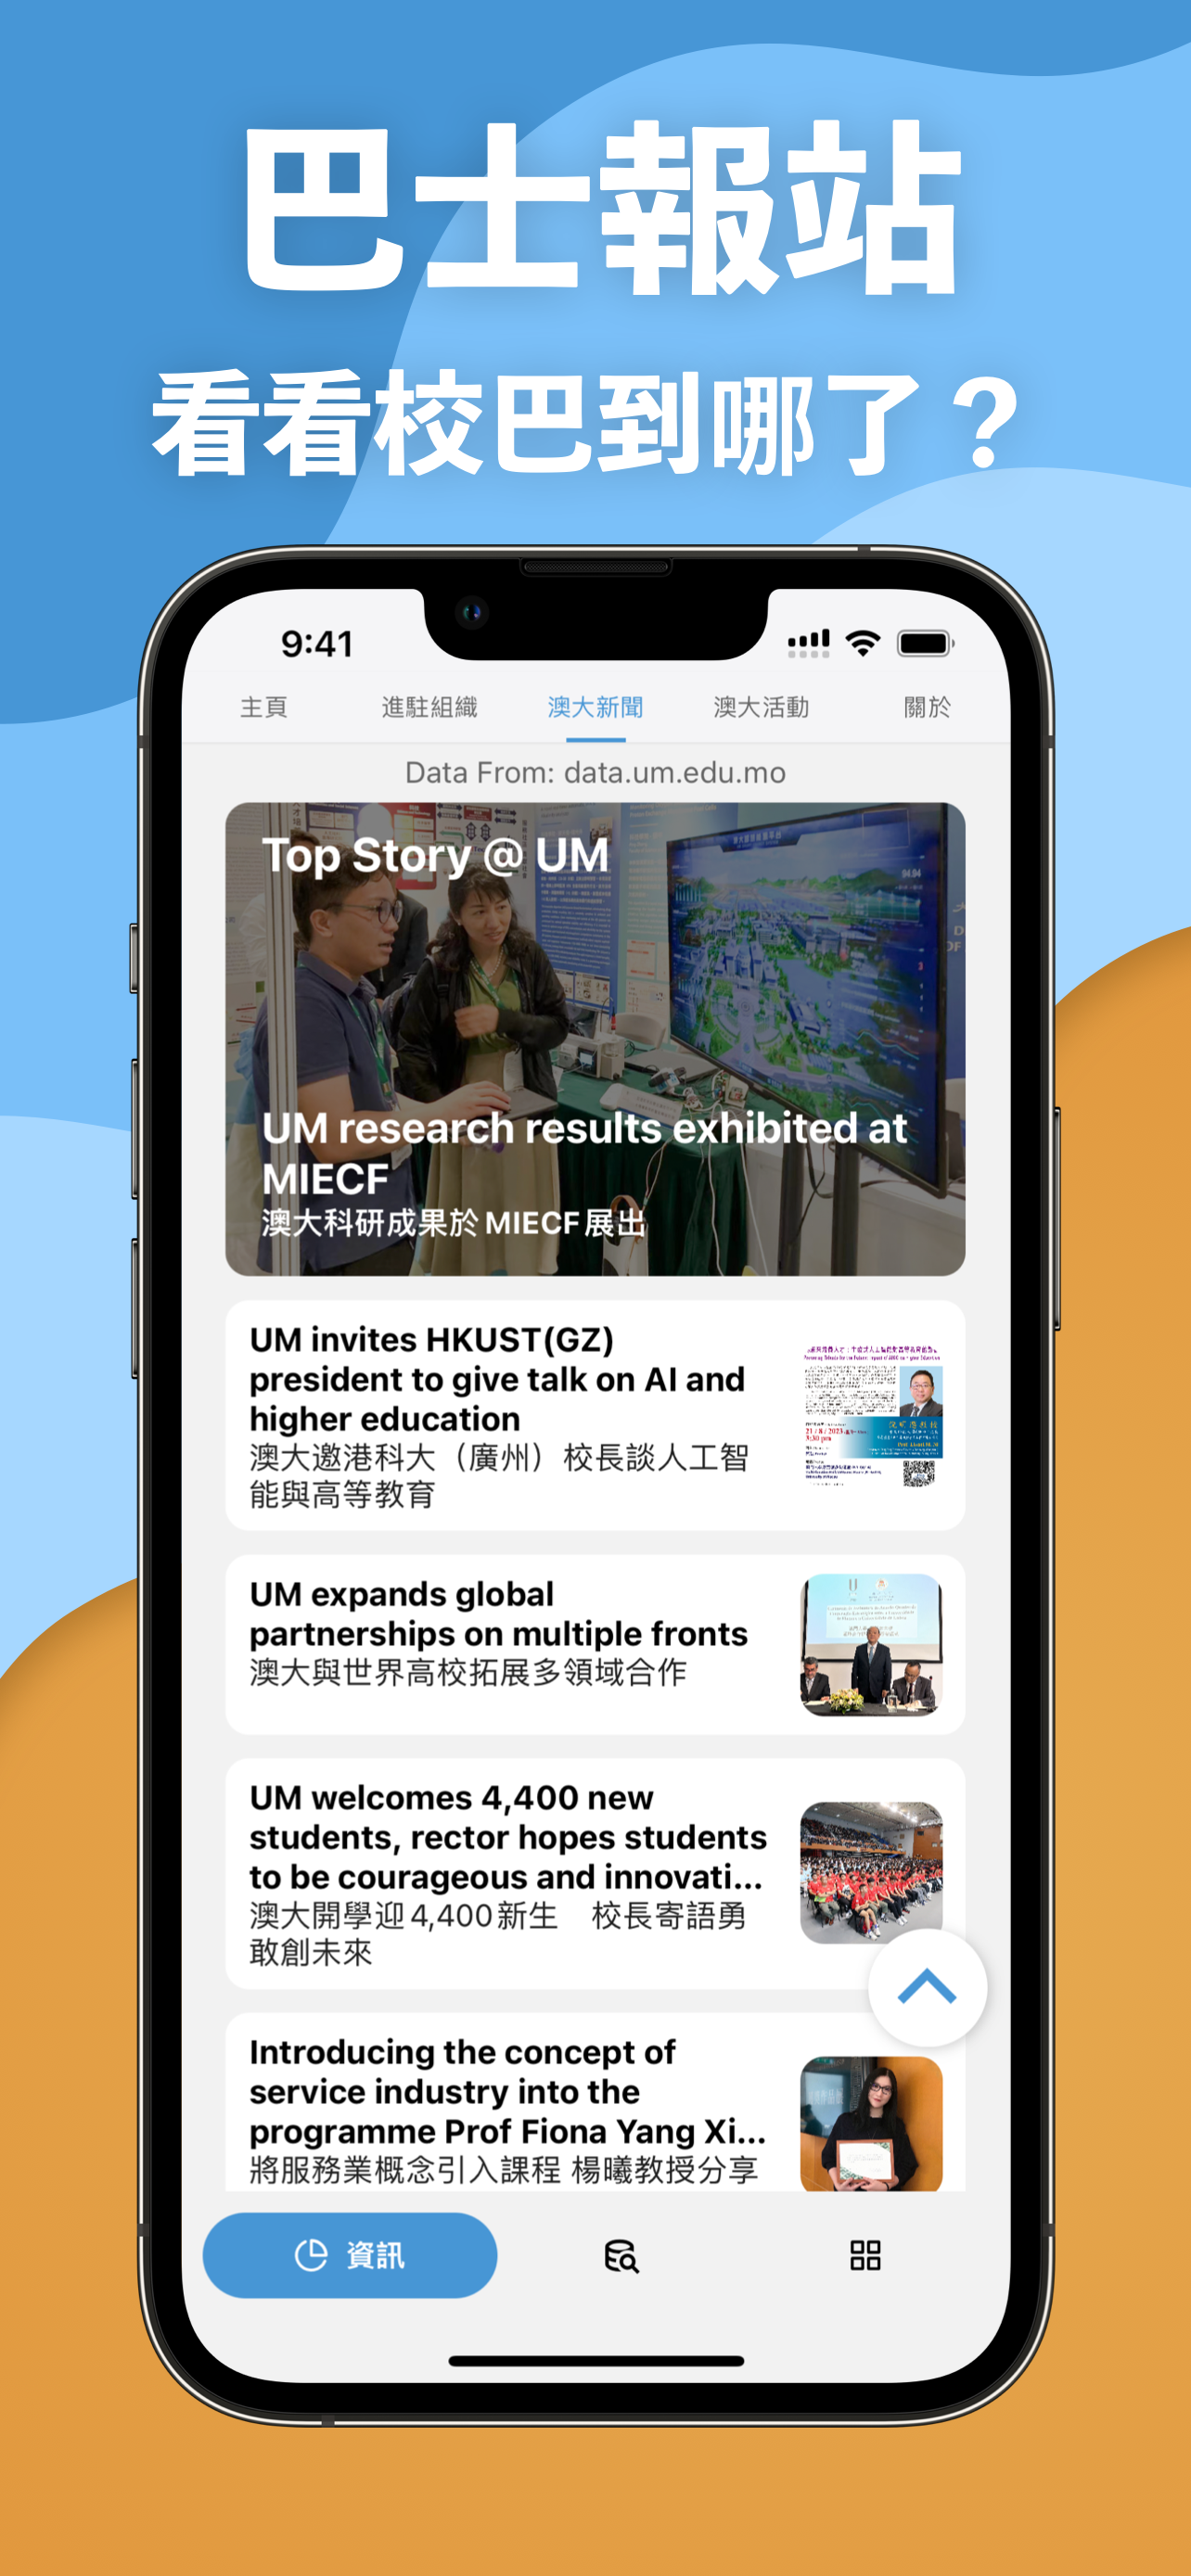 巴士報站
看看校巴到哪了？
9:41
主頁 進駐組織 澳大新聞 澳大活動 關於
Data From: data.um.edu.mo
Top Story @ UM
UM research results exhibited at
MIECF
澳大科研成果於 MIECF 展出
UM invites HKUST(GZ)
president to give talk on AI and
higher education
澳大邀港科大（廣州）校長談人工智
能與高等教育
21 / 8 / 2023
3:30 pm
UM expands global
partnerships on multiple fronts
澳大與世界高校拓展多領域合作
UM welcomes 4,400 new
students, rector hopes students
to be courageous and innovati...
澳大開學迎 4,400 新生　校長寄語勇
敢創未來
Introducing the concept of
service industry into the
programme Prof Fiona Yang Xi...
將服務業概念引入課程 楊曦教授分享
資訊